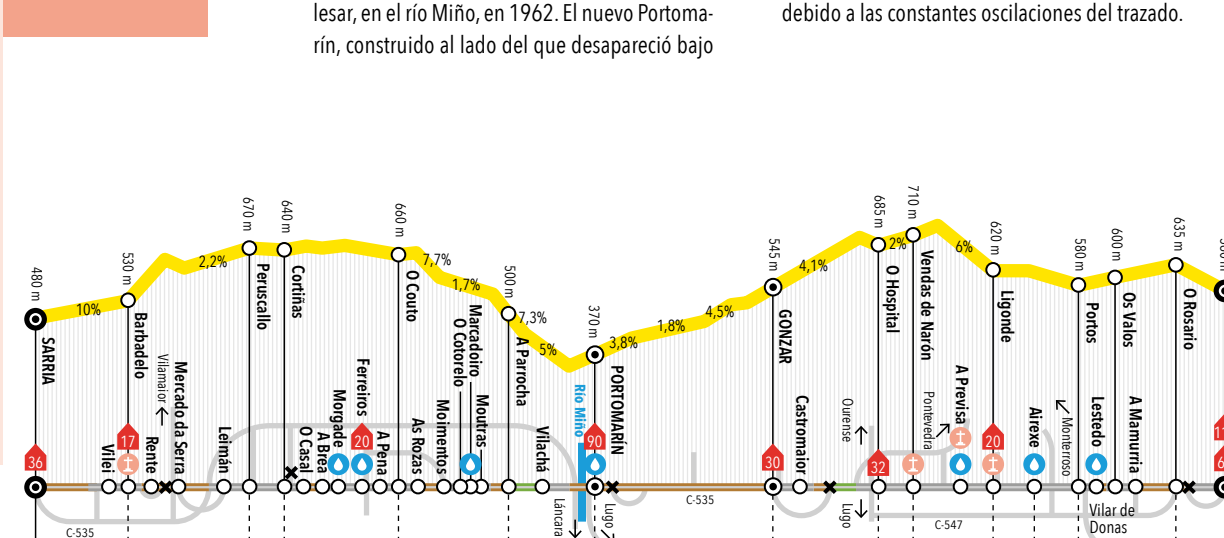 lesar, en el río Miño, en 1962. El nuevo Portoma-
rín, construido al lado del que desapareció bajo
debido a las constantes oscilaciones del trazado.
480 m
530 m
670 m
640 m
660 m
500 m
370 m
545 m
685 m
710 m
620 m
580 m
600 m
635 m
10%
2,2%
7,7%
1,7%
7,3%
5%
3,8%
1,8%
4,5%
4,1%
2%
6%
SARRIA
Vilei
Barbadelo
Rente
Vilamaior
Mercado da Serra
Leimán
Peruscallo
Cortiñas
O Casal
A Brea
Morgade
Ferreiros
A Pena
O Couto
As Rozas
Moimentos
O Cotorelo
Marcadoiro
Moutras
A Parrocha
Vilachá
Río Miño
PORTOMARÍN
GONZAR
Castromaior
Ourense
O Hospital
Vendas de Narón
Pontevedra
A Previsa
Ligonde
Airexe
Monterroso
Portos
Lestedo
Os Valos
A Mamurria
O Rosario
36
17
20
90
30
32
20
C-535
Láncara
Lugo
C-535
Lugo
C-547
Vilar de
Donas